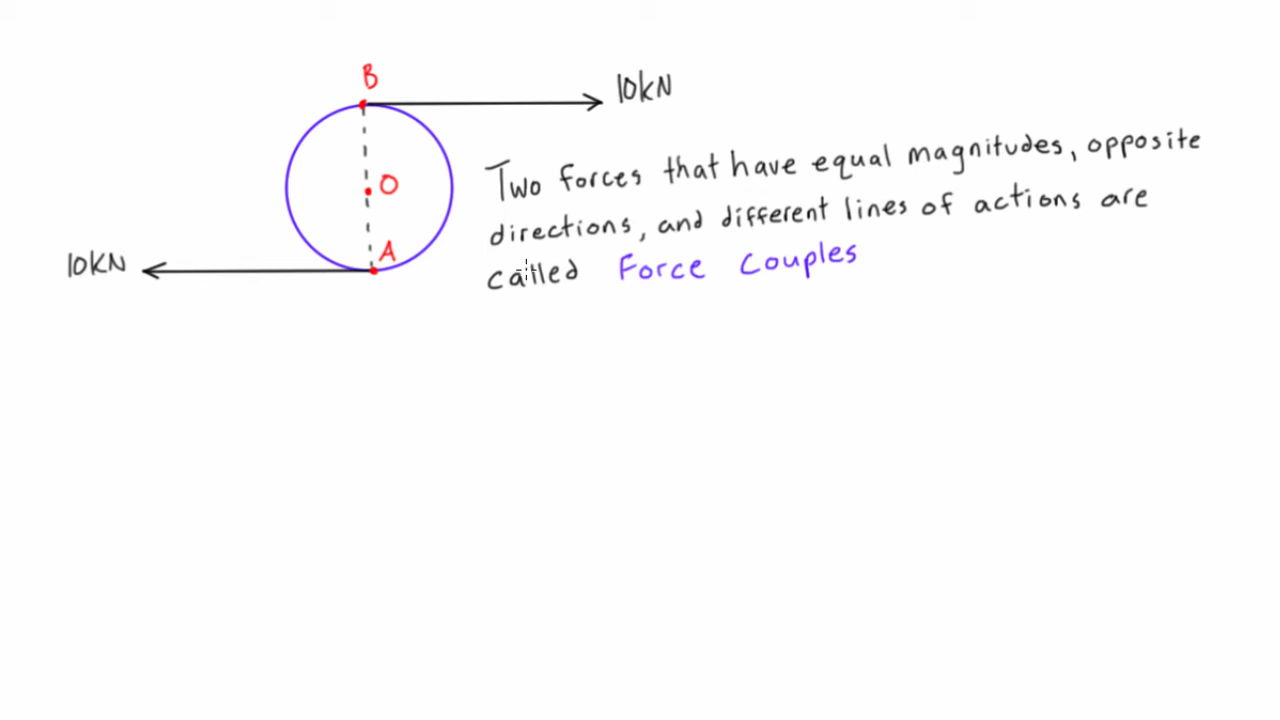 B
10kN
O
A
10kN
Two forces that have equal magnitudes, opposite
directions, and different lines of actions are
called Force Couples